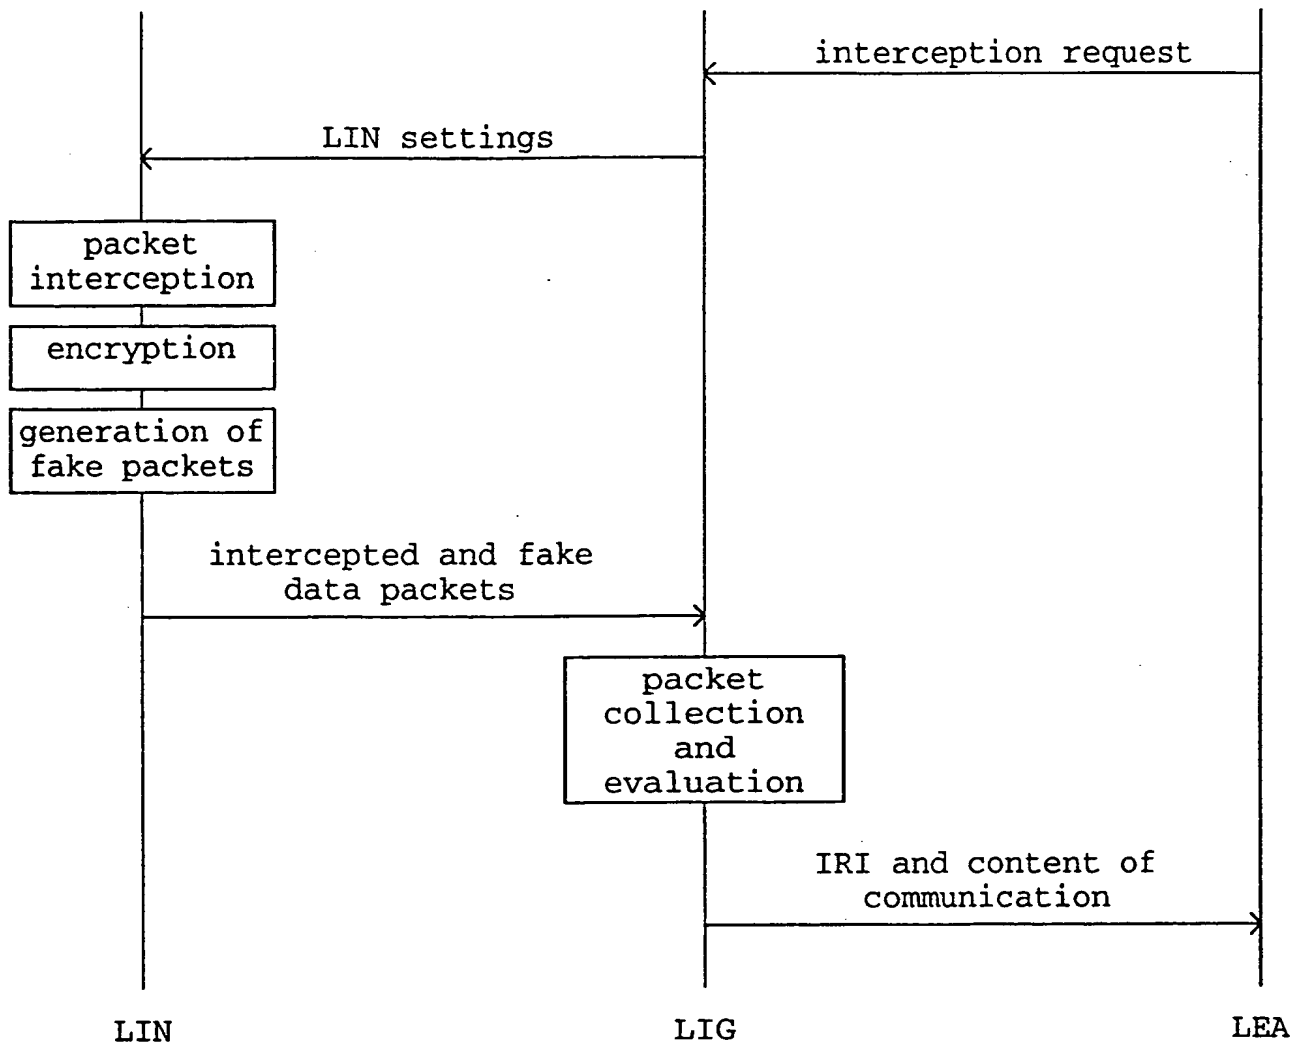 interception request
LIN settings
packet
interception
encryption
generation of
fake packets
intercepted and fake
data packets
packet
collection
and
evaluation
IRI and content of
communication
LIN
LIG
LEA